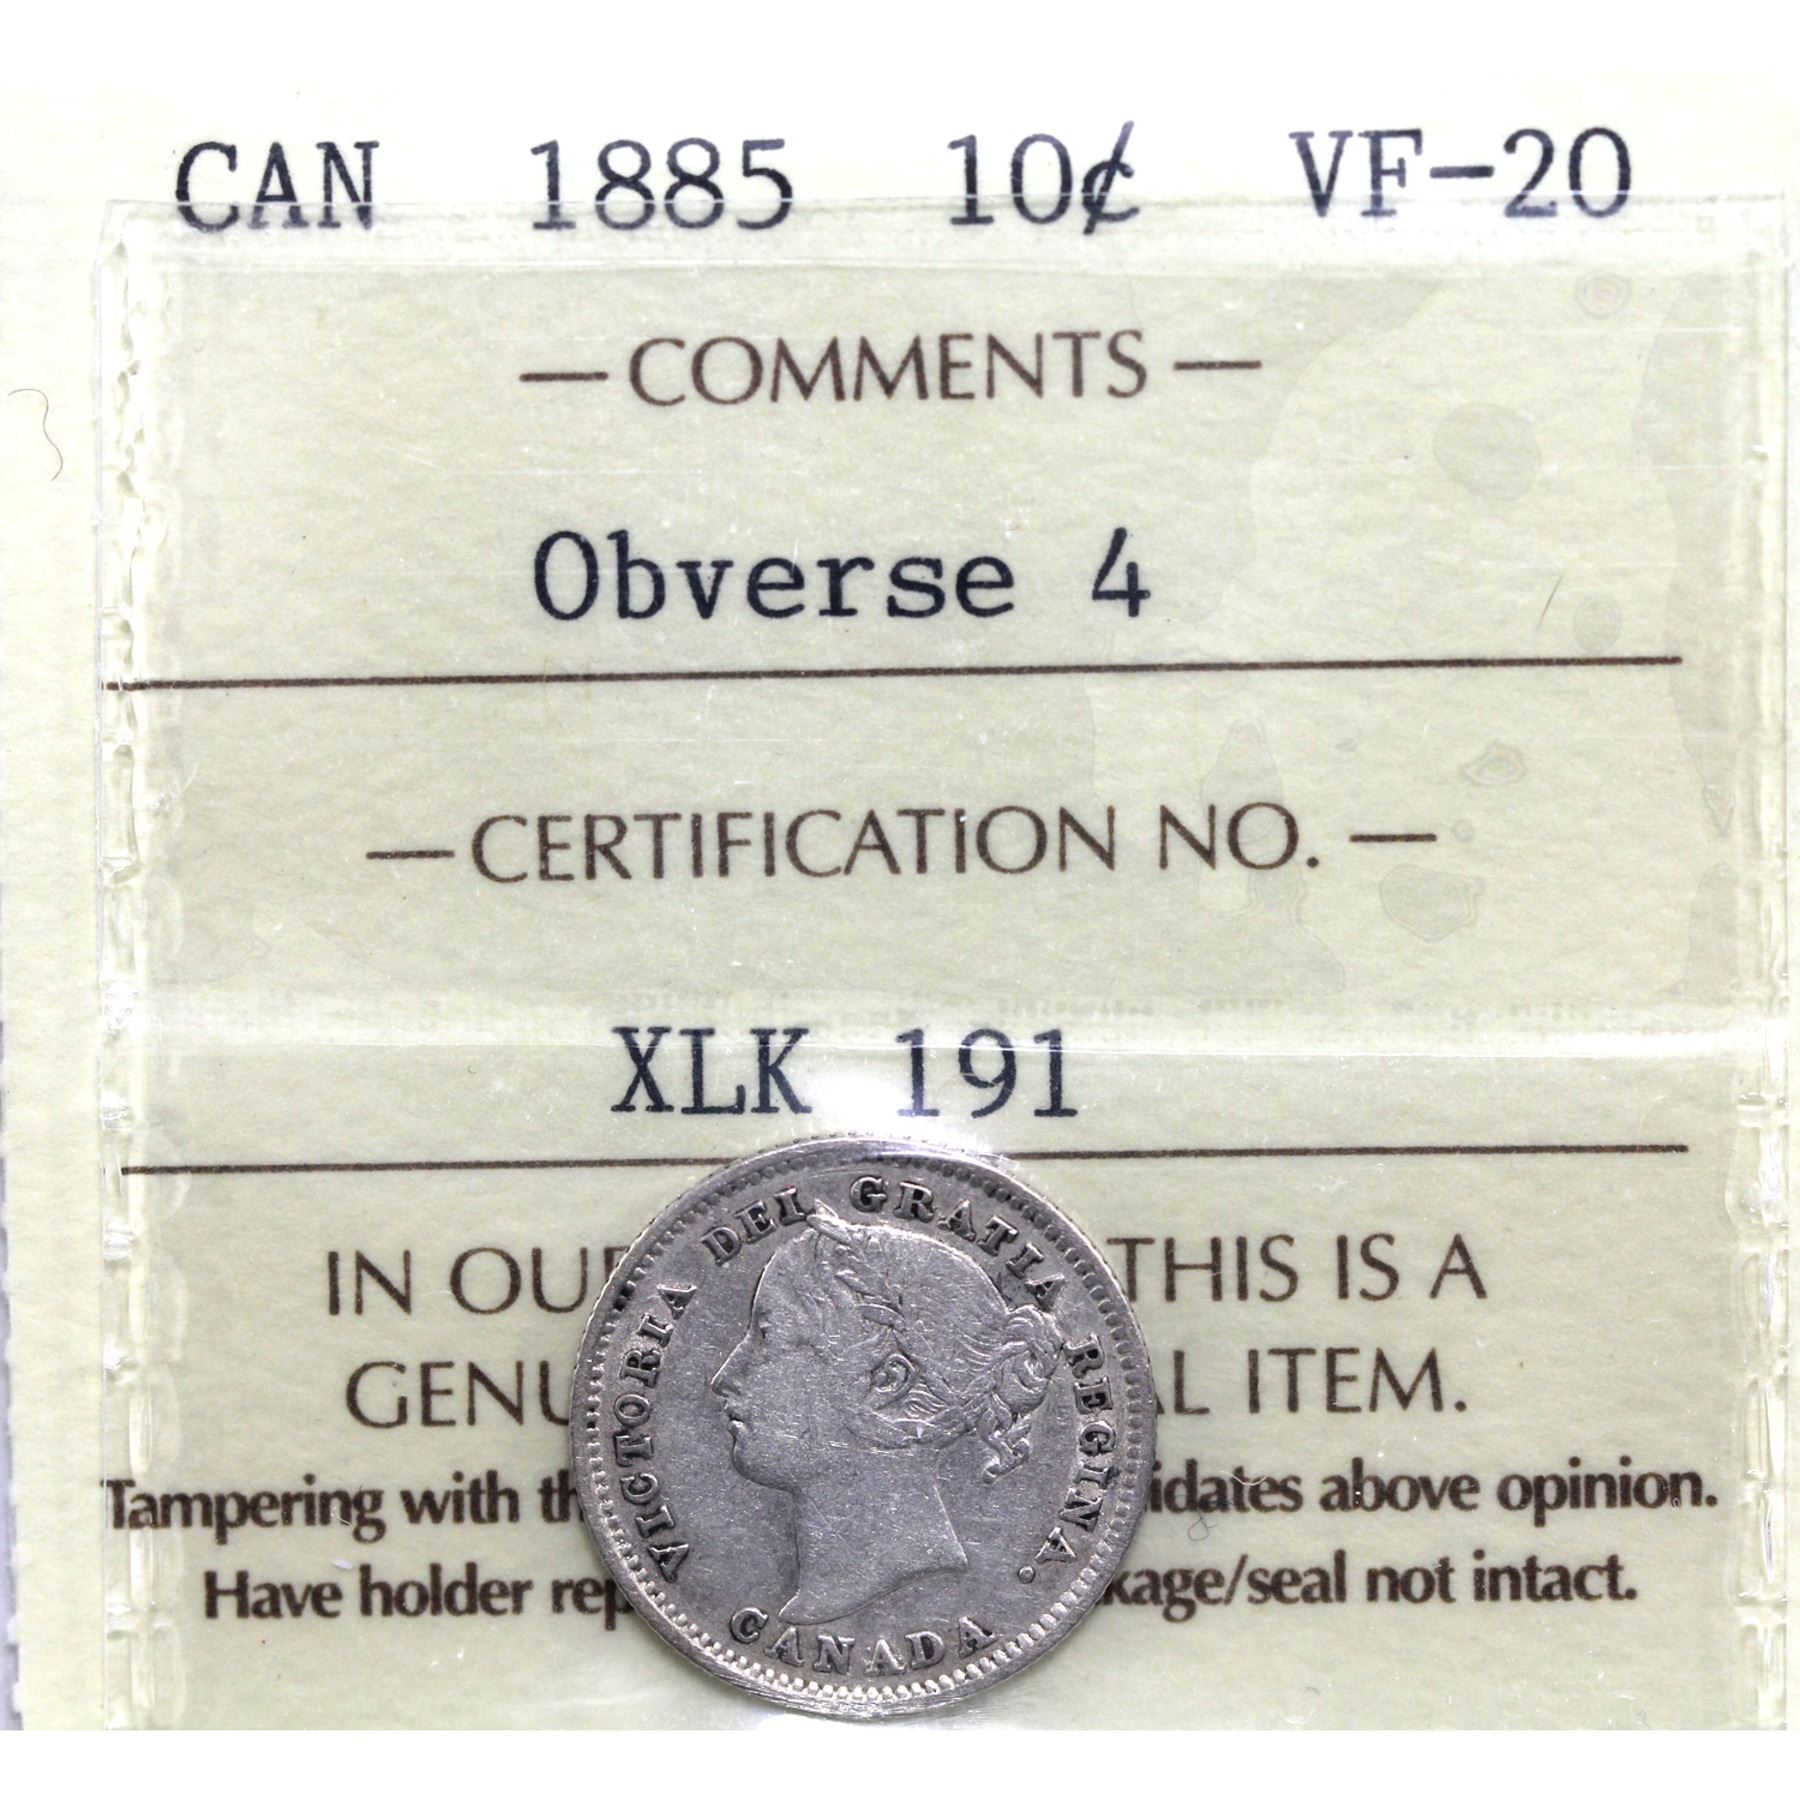 CAN 1885 10¢ VF-20
— COMMENTS —
Obverse 4
— CERTIFICATION NO. —
XLK 191
IN OU THIS IS A
GENU AL ITEM.
Tampering with th idates above opinion.
Have holder rep kage/seal not intact.
VICTORIA DEI GRATIA REGINA.
CANADA